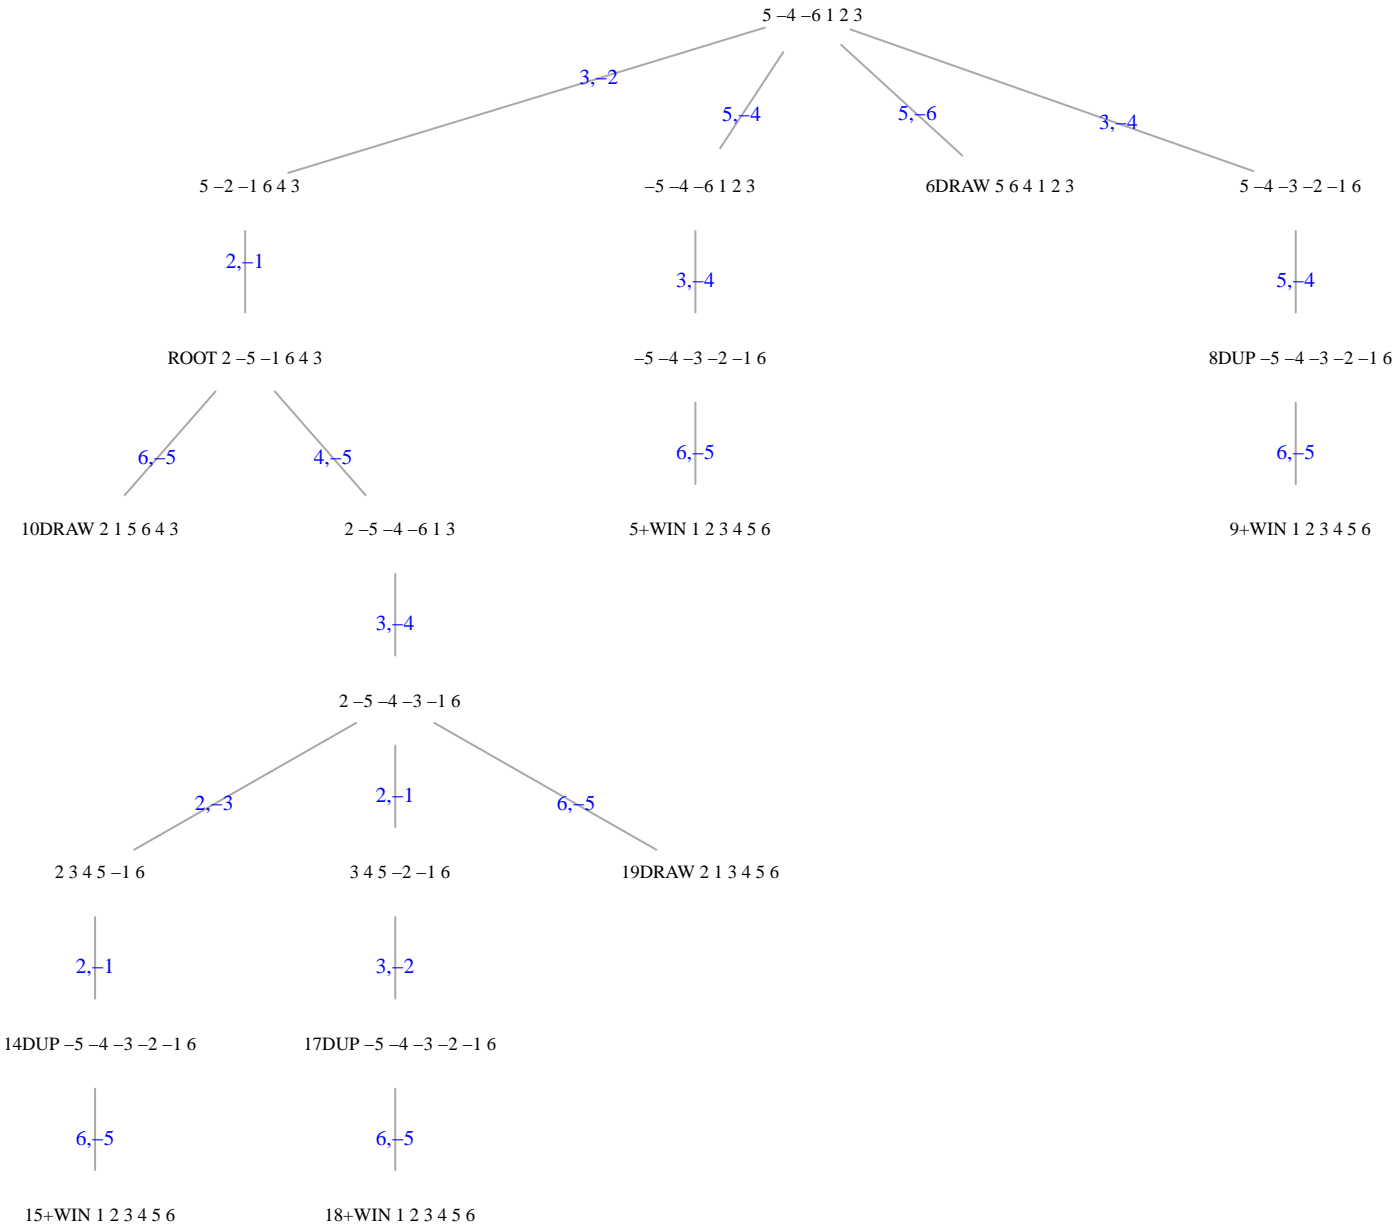 5 –4 –6 1 2 3
3,–2
5,–4
5,–6
3,–4
5 –2 –1 6 4 3
–5 –4 –6 1 2 3
6DRAW 5 6 4 1 2 3
5 –4 –3 –2 –1 6
2,–1
3,–4
5,–4
ROOT 2 –5 –1 6 4 3
–5 –4 –3 –2 –1 6
8DUP –5 –4 –3 –2 –1 6
6,–5
4,–5
6,–5
6,–5
10DRAW 2 1 5 6 4 3
2 –5 –4 –6 1 3
5+WIN 1 2 3 4 5 6
9+WIN 1 2 3 4 5 6
3,–4
2 –5 –4 –3 –1 6
2,–3
2,–1
6,–5
2 3 4 5 –1 6
3 4 5 –2 –1 6
19DRAW 2 1 3 4 5 6
2,–1
3,–2
14DUP –5 –4 –3 –2 –1 6
17DUP –5 –4 –3 –2 –1 6
6,–5
6,–5
15+WIN 1 2 3 4 5 6
18+WIN 1 2 3 4 5 6